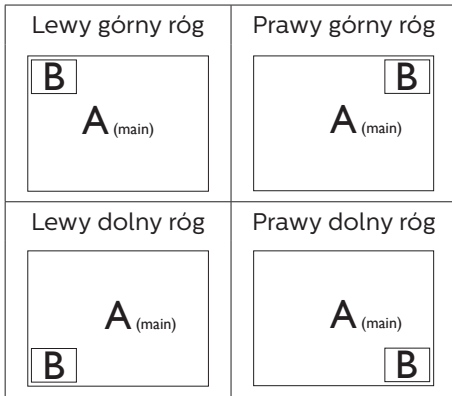 Lewy górny róg
B
A (main)
Prawy górny róg
B
A (main)
Lewy dolny róg
A (main)
B
Prawy dolny róg
A (main)
B